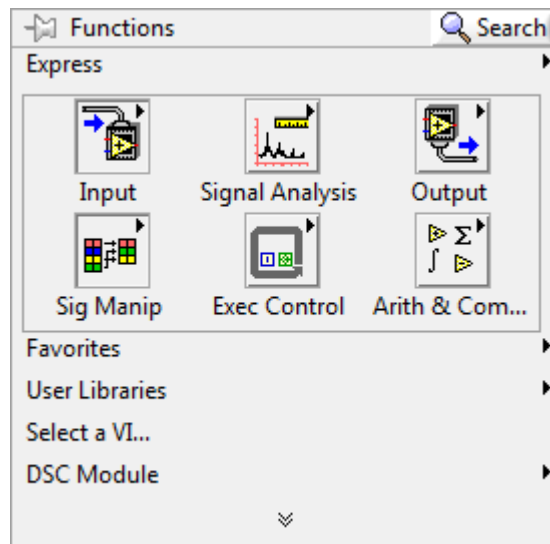 Functions Search
Express
Input Signal Analysis Output
Sig Manip Exec Control Arith & Com...
Favorites
User Libraries
Select a VI...
DSC Module